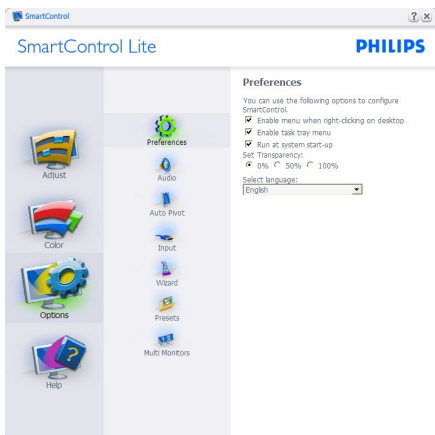 SmartControl
SmartControl Lite
PHILIPS
Adjust
Color
Options
Help
Preferences
Audio
Auto Pivot
Input
Wizard
Presets
Multi Monitors
Preferences
You can use the following options to configure
SmartControl.
Enable menu when right-clicking on desktop
Enable task tray menu
Run at system start-up
Set Transparency:
0% 50% 100%
Select language:
English